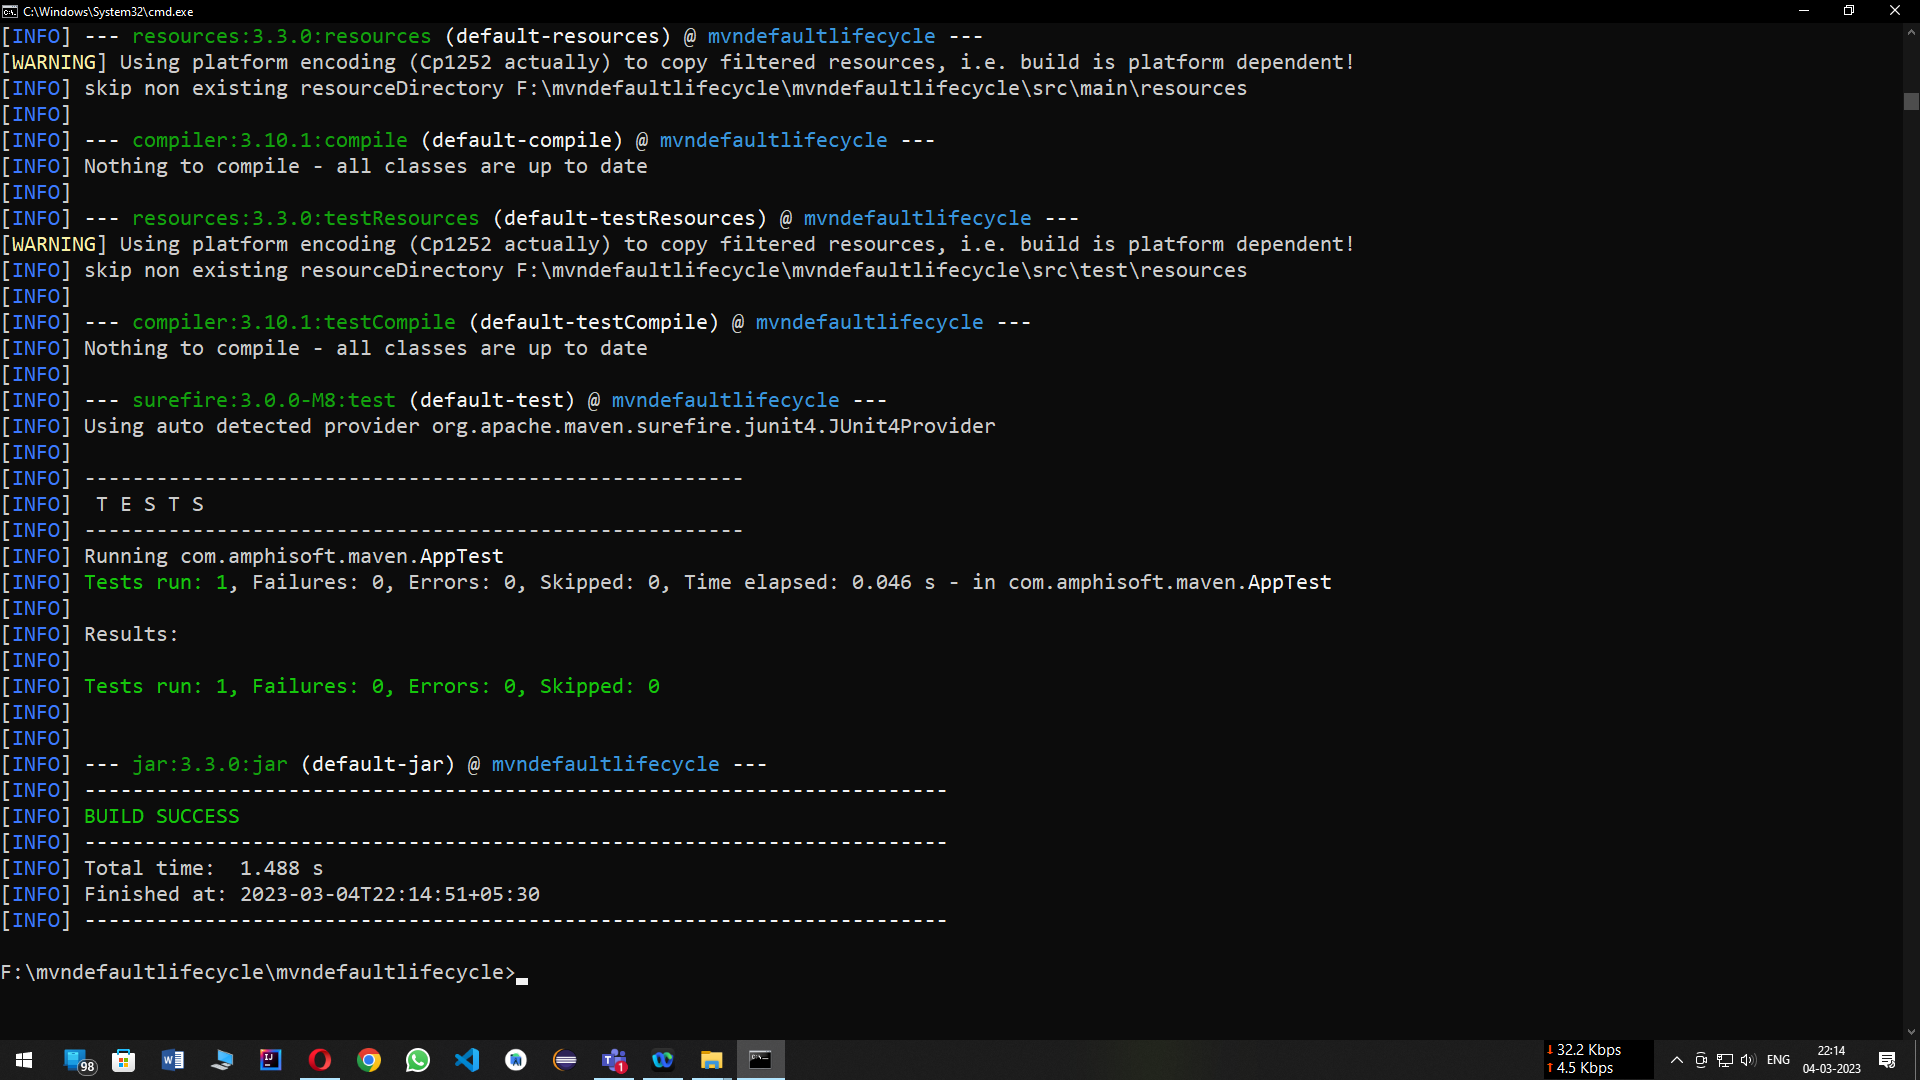 C:\Windows\System32\cmd.exe
[INFO] --- resources:3.3.0:resources (default-resources) @ mvndefaultlifecycle ---
[WARNING] Using platform encoding (Cp1252 actually) to copy filtered resources, i.e. build is platform dependent!
[INFO] skip non existing resourceDirectory F:\mvndefaultlifecycle\mvndefaultlifecycle\src\main\resources
[INFO]
[INFO] --- compiler:3.10.1:compile (default-compile) @ mvndefaultlifecycle ---
[INFO] Nothing to compile - all classes are up to date
[INFO]
[INFO] --- resources:3.3.0:testResources (default-testResources) @ mvndefaultlifecycle ---
[WARNING] Using platform encoding (Cp1252 actually) to copy filtered resources, i.e. build is platform dependent!
[INFO] skip non existing resourceDirectory F:\mvndefaultlifecycle\mvndefaultlifecycle\src\test\resources
[INFO]
[INFO] --- compiler:3.10.1:testCompile (default-testCompile) @ mvndefaultlifecycle ---
[INFO] Nothing to compile - all classes are up to date
[INFO]
[INFO] --- surefire:3.0.0-M8:test (default-test) @ mvndefaultlifecycle ---
[INFO] Using auto detected provider org.apache.maven.surefire.junit4.JUnit4Provider
[INFO]
[INFO] -------------------------------------------------------
[INFO]  T E S T S
[INFO] -------------------------------------------------------
[INFO] Running com.amphisoft.maven.AppTest
[INFO] Tests run: 1, Failures: 0, Errors: 0, Skipped: 0, Time elapsed: 0.046 s - in com.amphisoft.maven.AppTest
[INFO]
[INFO] Results:
[INFO]
[INFO] Tests run: 1, Failures: 0, Errors: 0, Skipped: 0
[INFO]
[INFO]
[INFO] --- jar:3.3.0:jar (default-jar) @ mvndefaultlifecycle ---
[INFO] ------------------------------------------------------------------------
[INFO] BUILD SUCCESS
[INFO] ------------------------------------------------------------------------
[INFO] Total time:  1.488 s
[INFO] Finished at: 2023-03-04T22:14:51+05:30
[INFO] ------------------------------------------------------------------------
F:\mvndefaultlifecycle\mvndefaultlifecycle>
98
1
32.2 Kbps
4.5 Kbps
ENG
22:14
04-03-2023